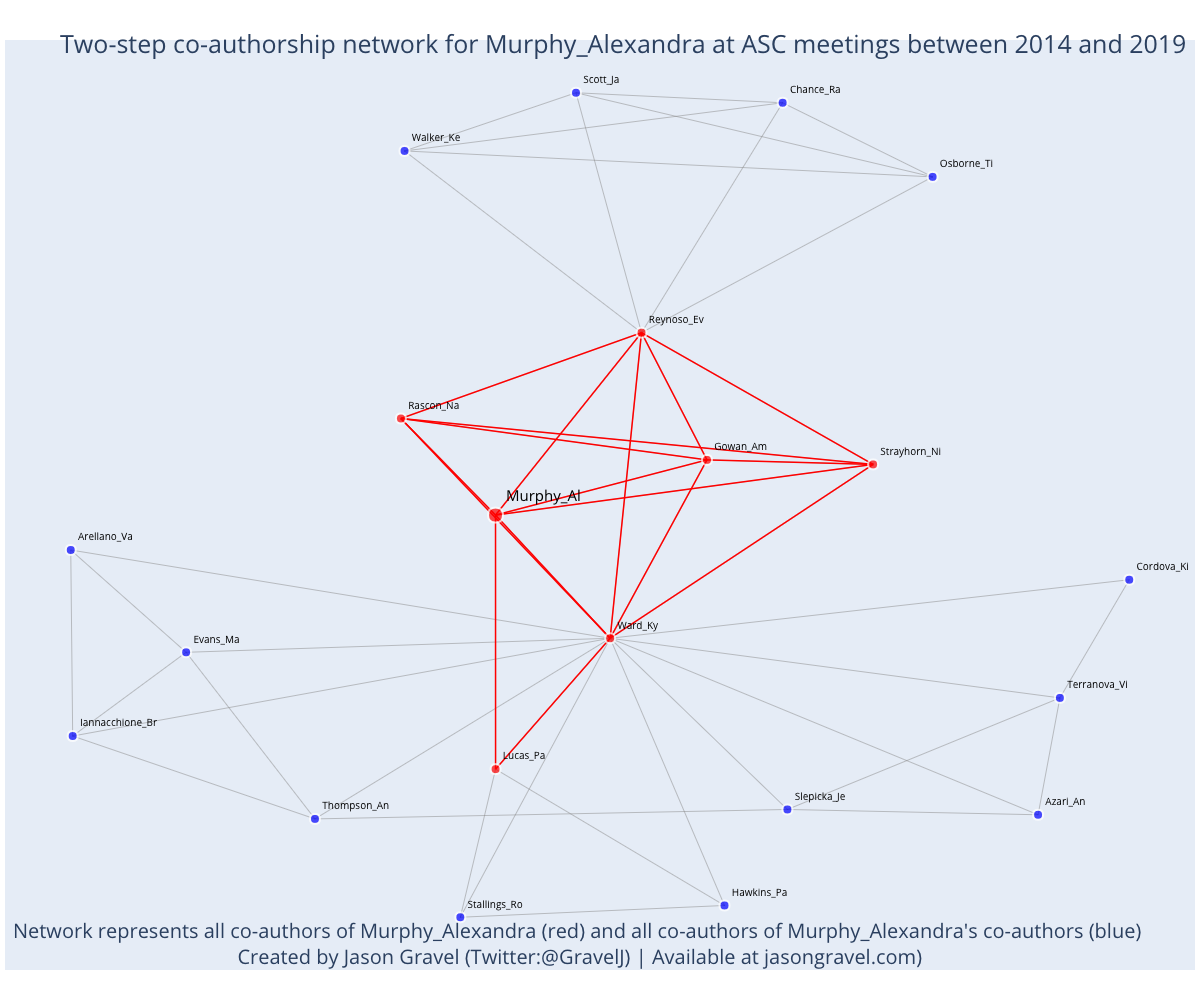 Two-step co-authorship network for Murphy_Alexandra at ASC meetings between 2014 and 2019
Scott_Ja
Chance_Ra
Walker_Ke
Osborne_Ti
Reynoso_Ev
Rascon_Na
Gowan_Am
Strayhorn_Ni
Murphy_Al
Arellano_Va
Cordova_Ki
Ward_Ky
Evans_Ma
Terranova_Vi
Iannacchione_Br
Lucas_Pa
Slepicka_Je
Azari_An
Thompson_An
Hawkins_Pa
Stallings_Ro
Network represents all co-authors of Murphy_Alexandra (red) and all co-authors of Murphy_Alexandra's co-authors (blue)
Created by Jason Gravel (Twitter:@GravelJ) | Available at jasongravel.com)